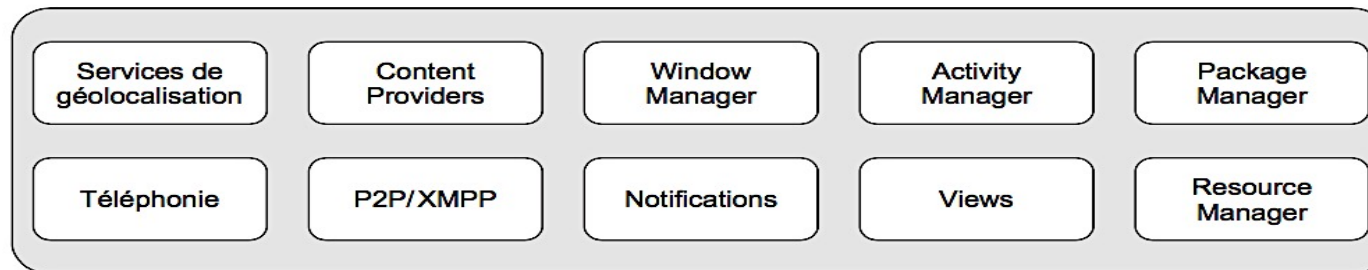 Services de
géolocalisation
Content
Providers
Window
Manager
Activity
Manager
Package
Manager
Téléphonie
P2P/XMPP
Notifications
Views
Resource
Manager